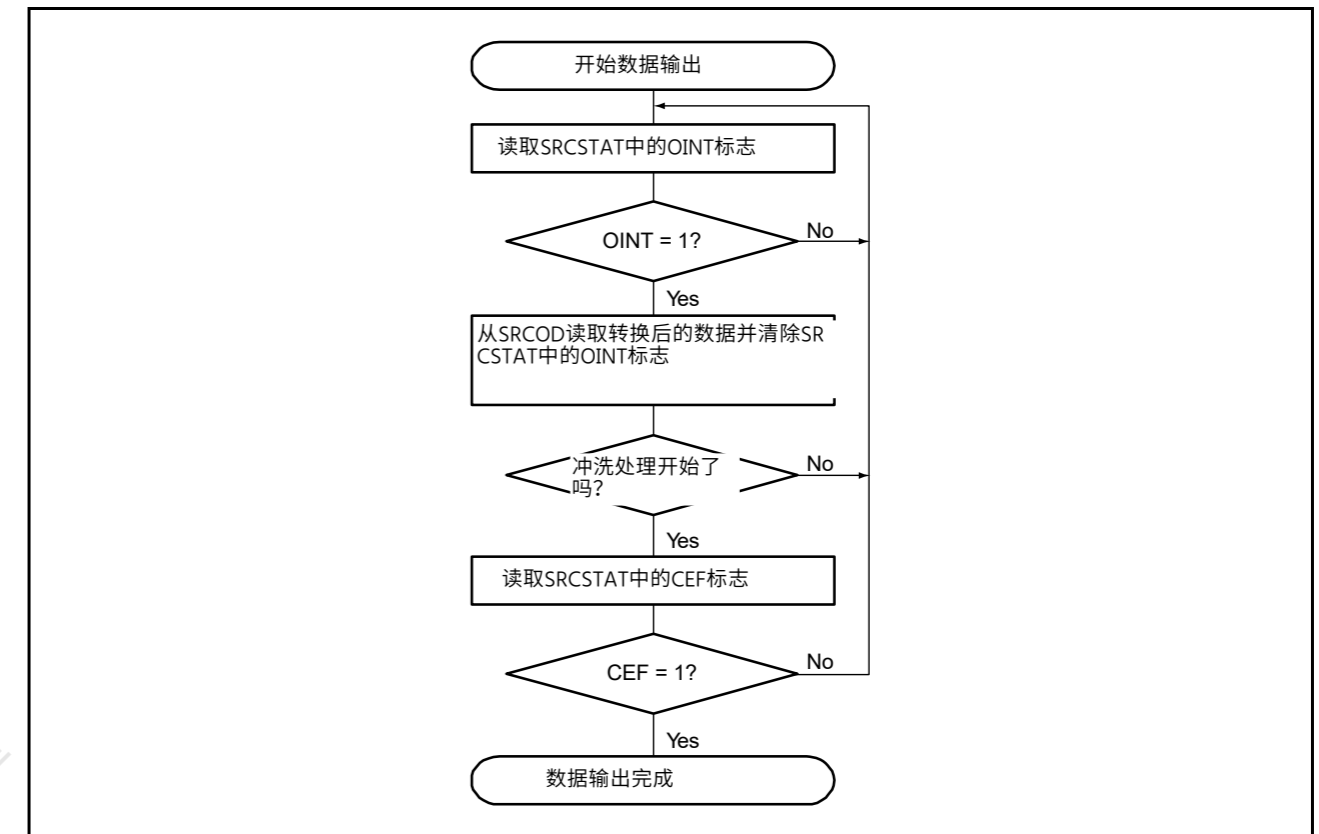 开始数据输出
读取SRCSTAT中的OINT标志
OINT = 1?
No
Yes
从SRCOD读取转换后的数据并清除SR
CSTAT中的OINT标志
冲洗处理开始了
吗?
No
Yes
读取SRCSTAT中的CEF标志
CEF = 1?
No
Yes
数据输出完成